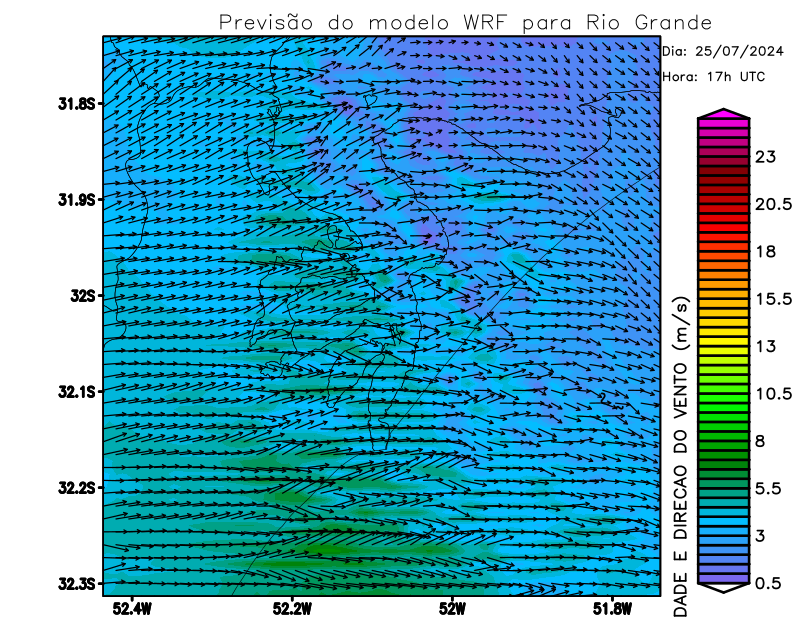 Previsão do modelo WRF para Rio Grande
Dia: 25/07/2024
Hora: 17h UTC
31.8S
31.9S
32S
32.1S
32.2S
32.3S
52.4W
52.2W
52W
51.8W
23
20.5
18
15.5
13
10.5
8
5.5
3
0.5
DADE E DIRECAO DO VENTO (m/s)